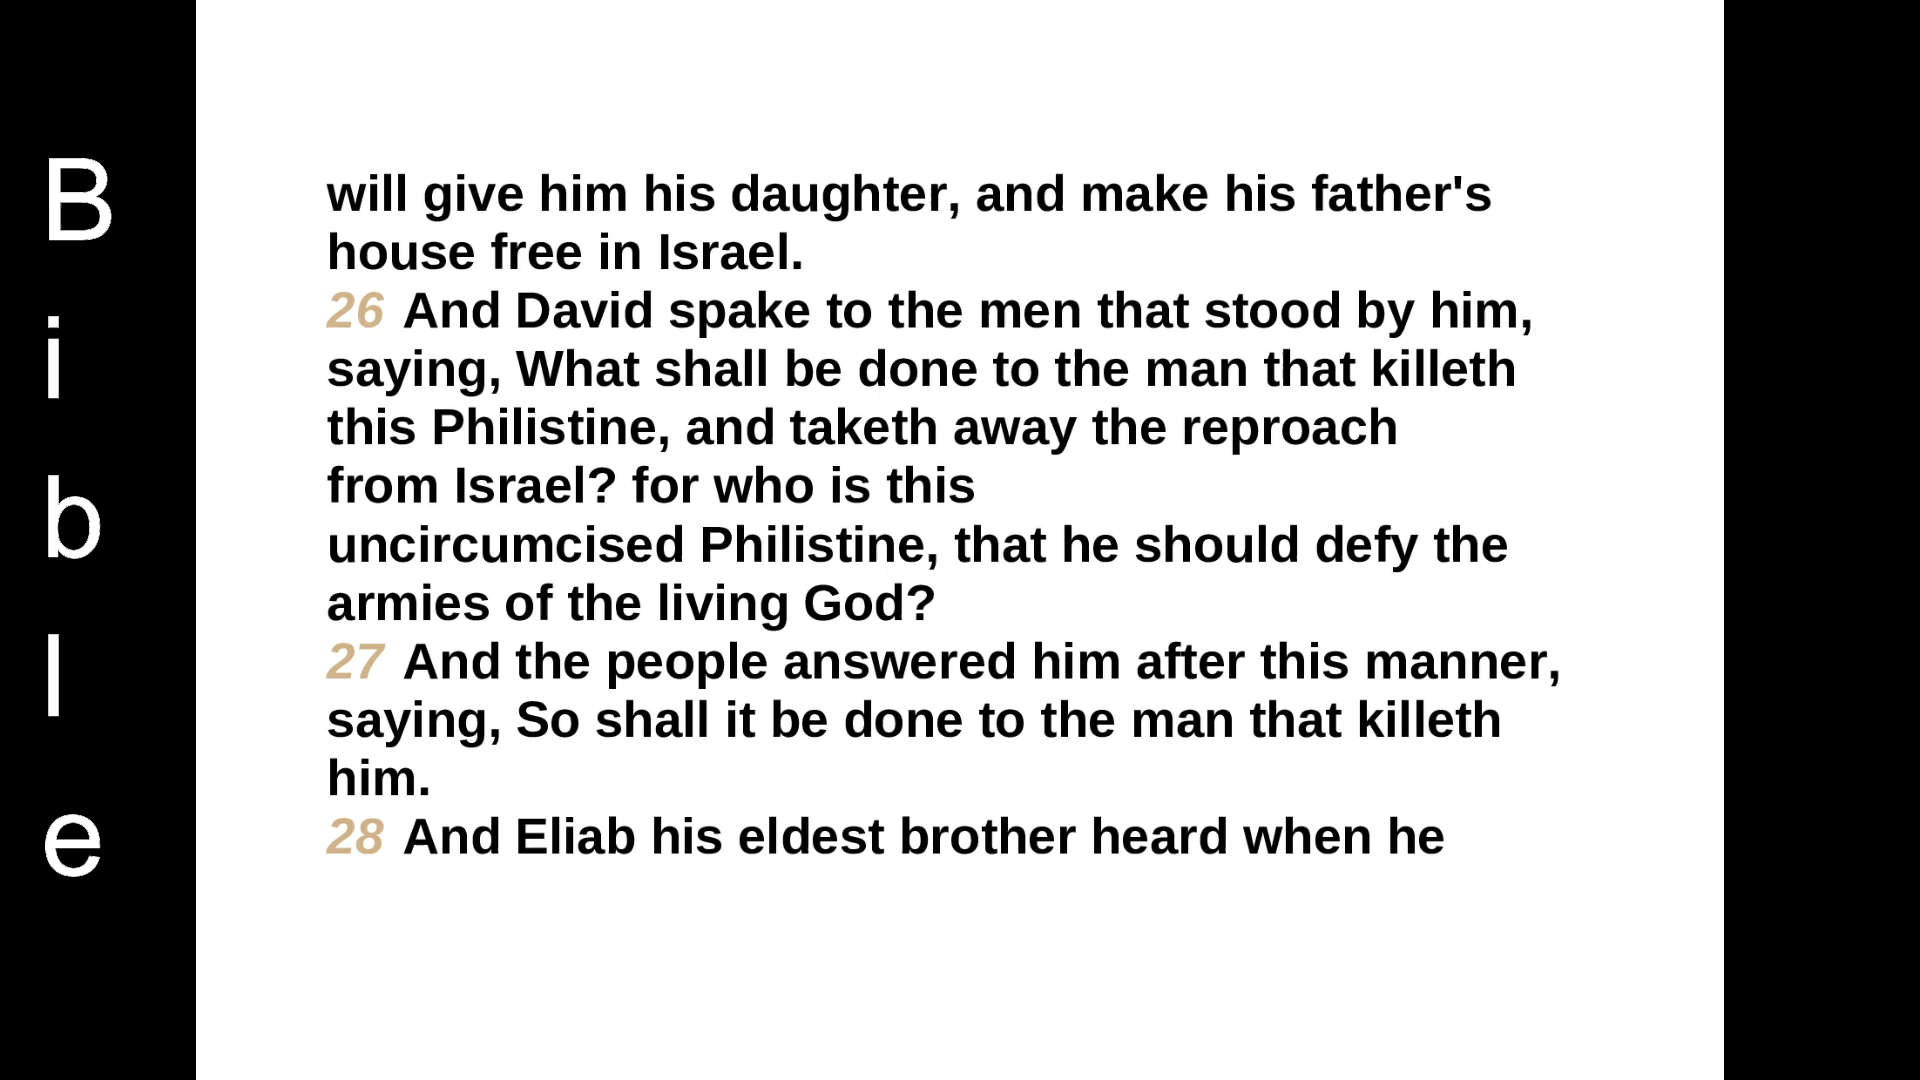 Bible
will give him his daughter, and make his father's
house free in Israel.
26 And David spake to the men that stood by him,
saying, What shall be done to the man that killeth
this Philistine, and taketh away the reproach
from Israel? for who is this
uncircumcised Philistine, that he should defy the
armies of the living God?
27 And the people answered him after this manner,
saying, So shall it be done to the man that killeth
him.
28 And Eliab his eldest brother heard when he